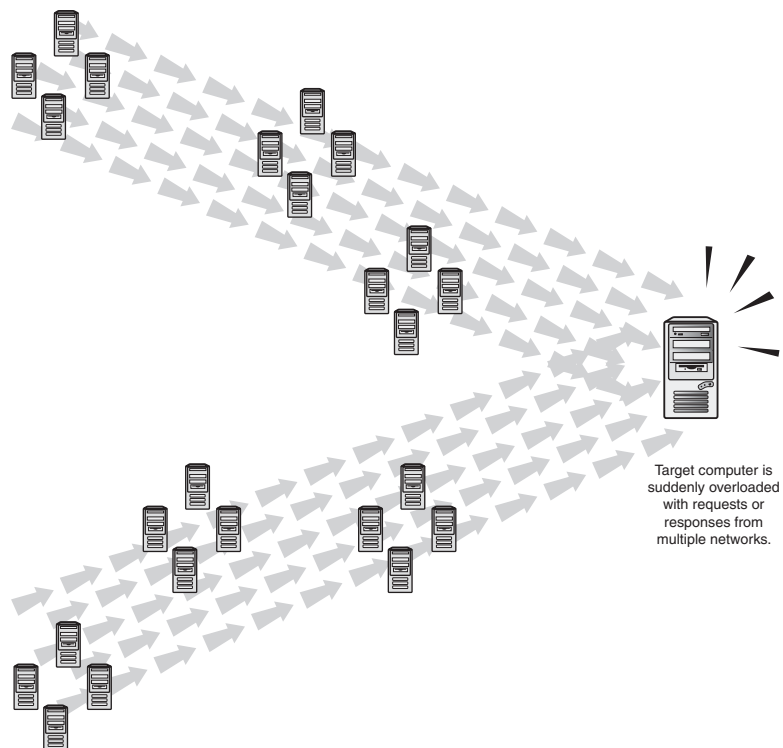 Target computer is
suddenly overloaded
with requests or
responses from
multiple networks.